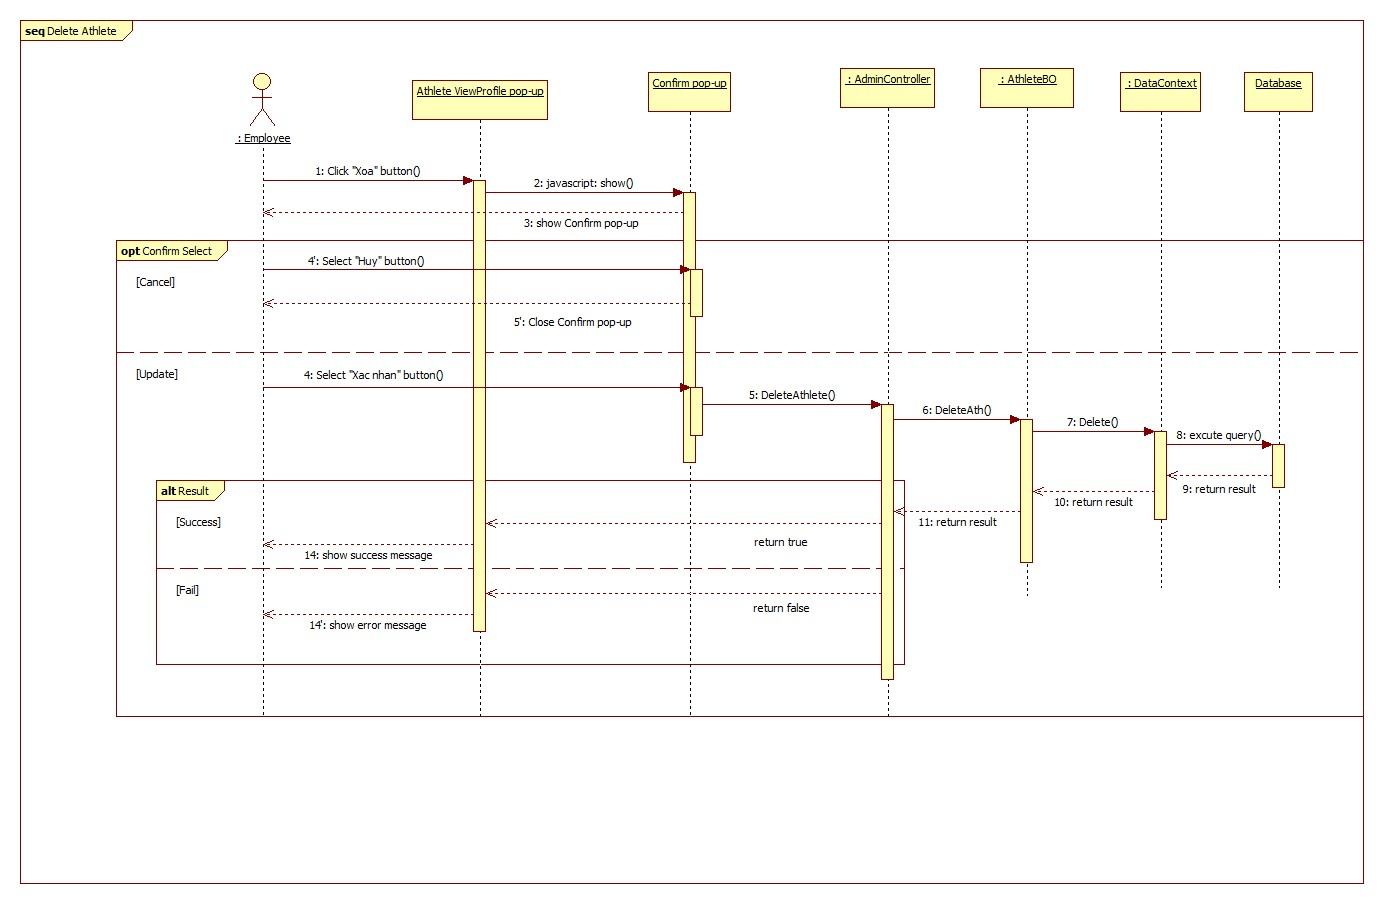 seq Delete Athlete
: Employee
Athlete ViewProfile pop-up
Confirm pop-up
: AdminController
: AthleteBO
: DataContext
Database
1: Click "Xoa" button()
2: javascript: show()
3: show Confirm pop-up
opt Confirm Select
[Cancel]
4': Select "Huy" button()
5': Close Confirm pop-up
[Update]
4: Select "Xac nhan" button()
5: DeleteAthlete()
6: DeleteAth()
7: Delete()
8: excute query()
9: return result
10: return result
11: return result
alt Result
[Success]
return true
14: show success message
[Fail]
return false
14': show error message